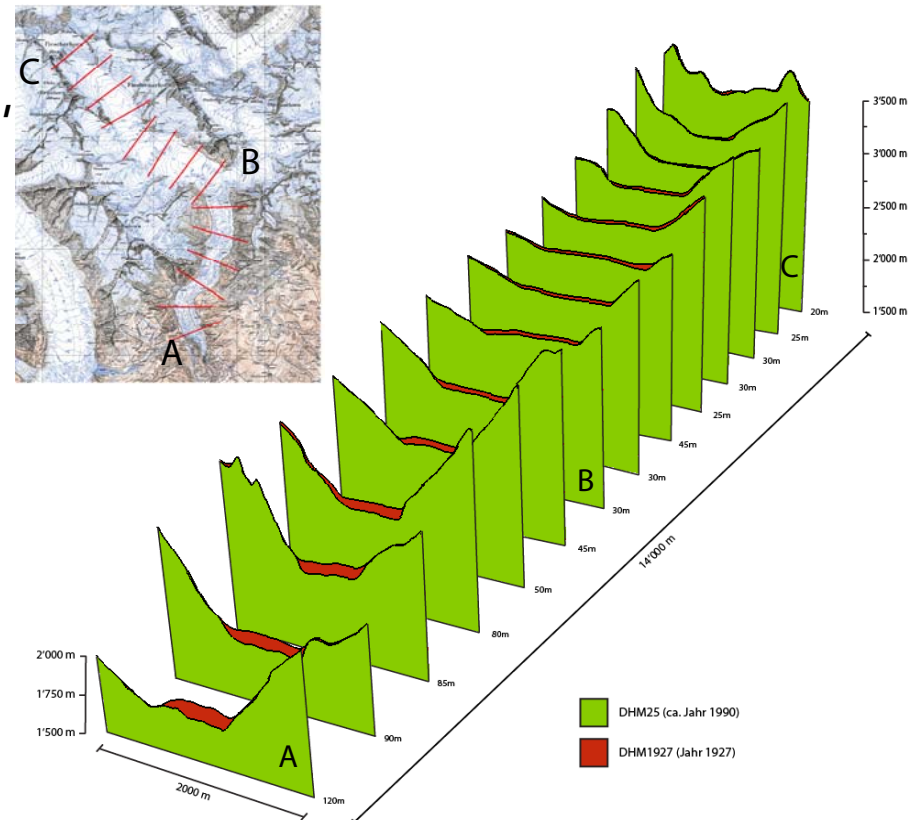 C
,
B
A
3'500 m
3'000 m
2'500 m
2'000 m
1'500 m
C
20m
25m
30m
30m
25m
45m
30m
B
30m
45m
14'000 m
50m
80m
85m
2'000 m
1'750 m
1'500 m
90m
A
120m
2000 m
DHM25 (ca. Jahr 1990)
DHM1927 (Jahr 1927)